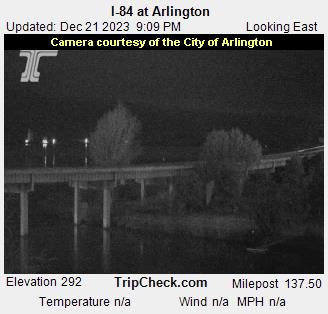 I-84 at Arlington
Updated: Dec 21 2023 9:09 PM Looking East
Camera courtesy of the City of Arlington
Elevation 292 TripCheck.com Milepost 137.50
Temperature n/a Wind n/a MPH n/a